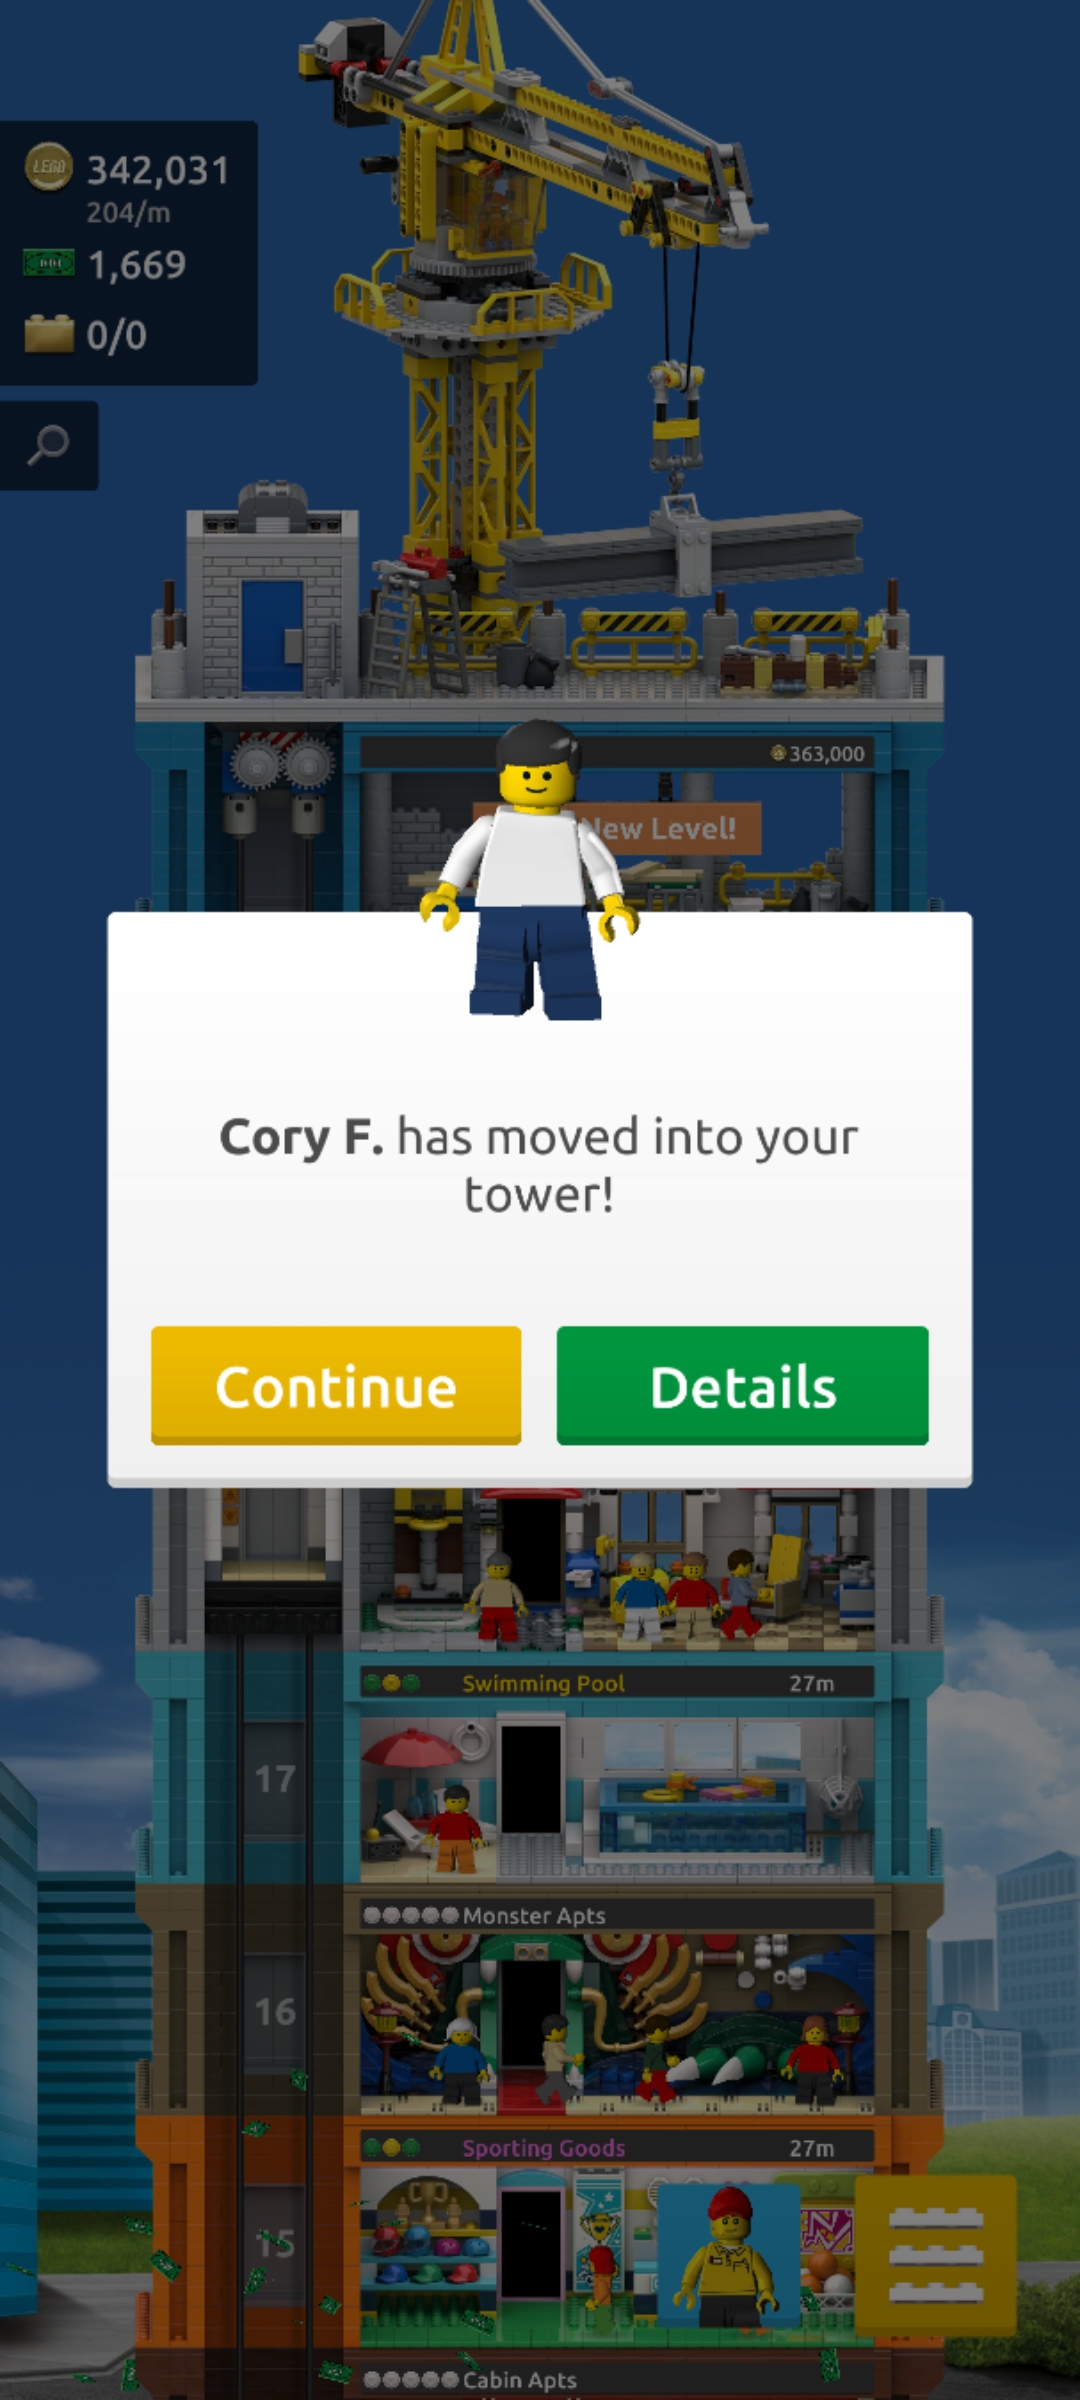 LEGO 342,031
204/m
1,669
0/0
363,000
New Level!
Cory F. has moved into your
tower!
Continue
Details
Swimming Pool 27m
17
Monster Apts
16
Sporting Goods 27m
15
Cabin Apts